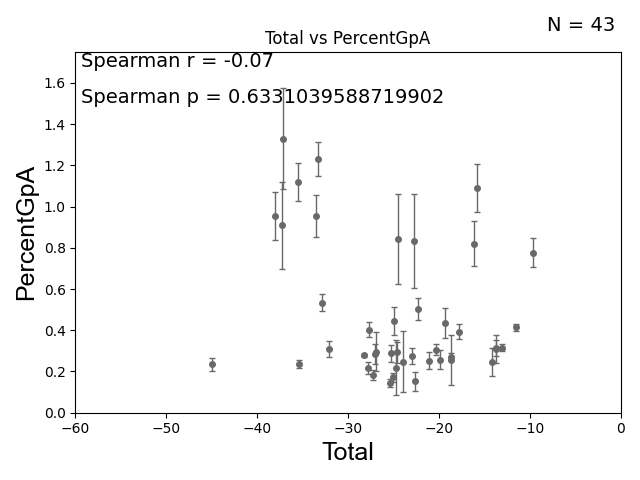 N = 43
Total vs PercentGpA
Spearman r = -0.07
Spearman p = 0.6331039588719902
PercentGpA
1.6
1.4
1.2
1.0
0.8
0.6
0.4
0.2
0.0
−60 −50 −40 −30 −20 −10 0
Total